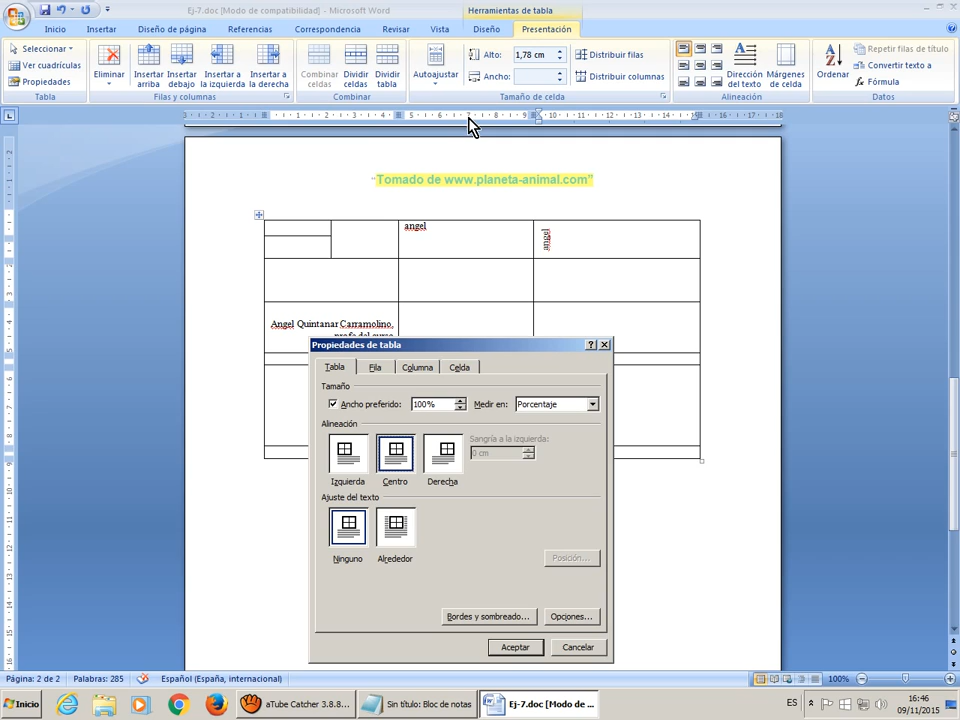 Ej-7.doc [Modo de compatibilidad] - Microsoft Word
Herramientas de tabla
Inicio Insertar Diseño de página Referencias Correspondencia Revisar Vista Diseño Presentación
Seleccionar
Ver cuadrículas
Propiedades
Tabla
Eliminar
Insertar arriba
Insertar debajo
Insertar a la izquierda
Insertar a la derecha
Filas y columnas
Combinar celdas
Dividir celdas
Dividir tabla
Combinar
Autoajustar
Alto: 1,78 cm
Ancho:
Distribuir filas
Distribuir columnas
Tamaño de celda
Dirección del texto
Márgenes de celda
Alineación
Ordenar
Repetir filas de título
Convertir texto a
Fórmula
Datos
“Tomado de www.planeta-animal.com”
angel
angel
Angel Quintanar Carramolino,
profe del curso
Propiedades de tabla
Tabla Fila Columna Celda
Tamaño
Ancho preferido: 100% Medir en: Porcentaje
Alineación
Sangría a la izquierda:
0 cm
Izquierda Centro Derecha
Ajuste del texto
Ninguno Alrededor
Posición...
Bordes y sombreado... Opciones...
Aceptar Cancelar
Página: 2 de 2 Palabras: 285 Español (España, internacional) 100%
Inicio
aTube Catcher 3.8.8...
Sin título: Bloc de notas
Ej-7.doc [Modo de ...
ES
16:46
09/11/2015